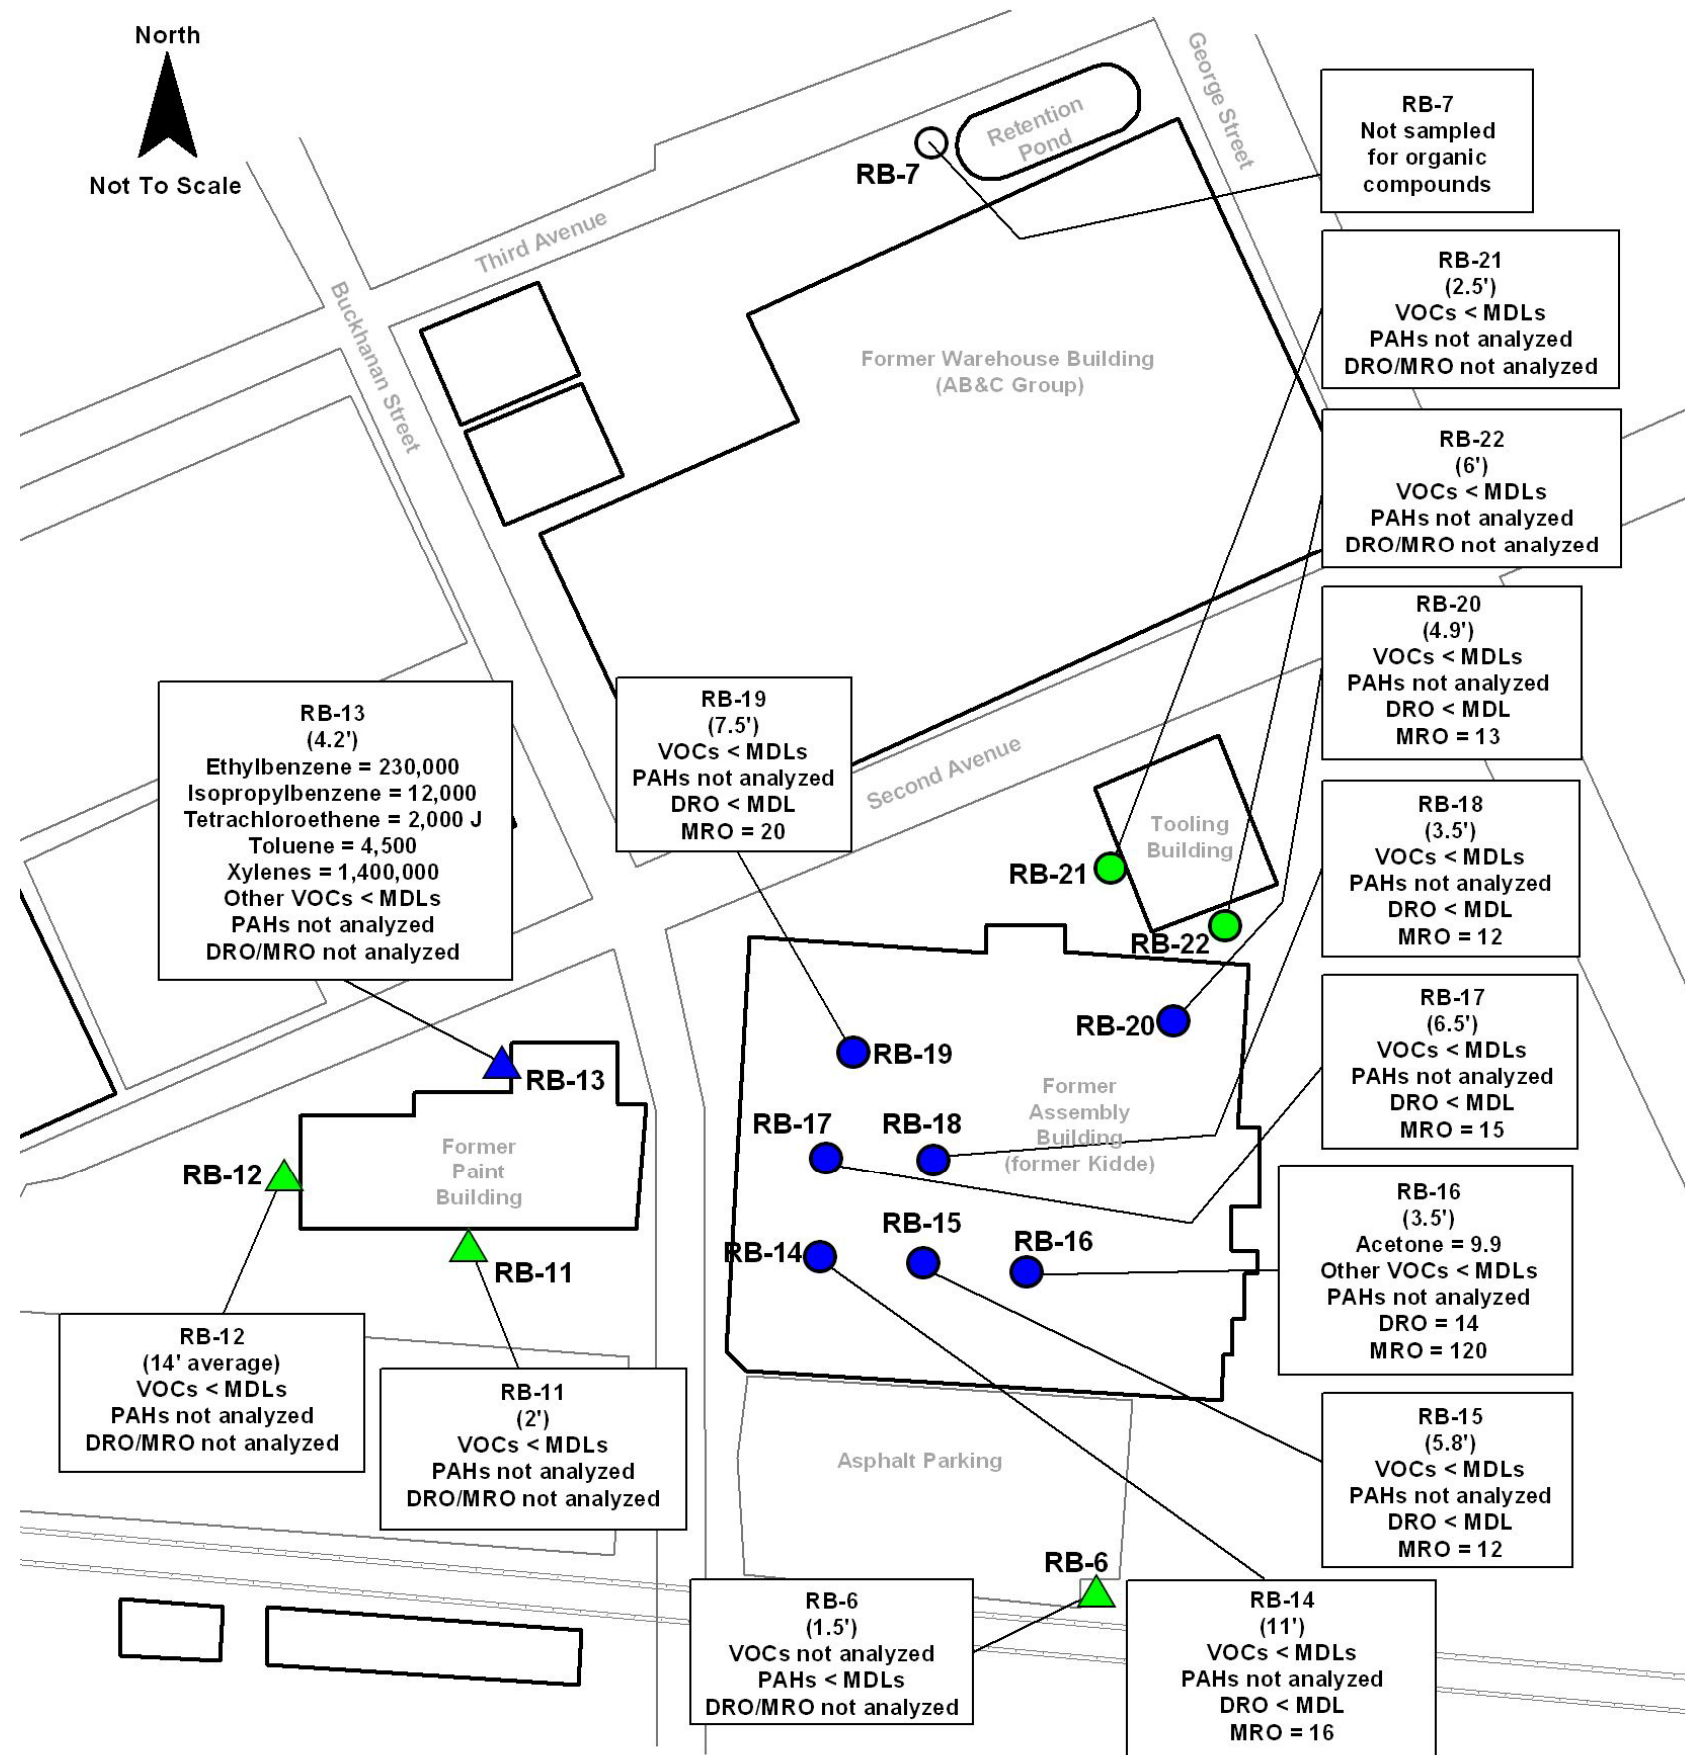 North
Not To Scale
George Street
Retention
Pond
RB-7
RB-7
Not sampled
for organic
compounds
Third Avenue
Buckhanan Street
Former Warehouse Building
(AB&C Group)
RB-21
(2.5')
VOCs < MDLs
PAHs not analyzed
DRO/MRO not analyzed
RB-22
(6')
VOCs < MDLs
PAHs not analyzed
DRO/MRO not analyzed
RB-20
(4.9')
VOCs < MDLs
PAHs not analyzed
DRO < MDL
MRO = 13
RB-13
(4.2')
Ethylbenzene = 230,000
Isopropylbenzene = 12,000
Tetrachloroethene = 2,000 J
Toluene = 4,500
Xylenes = 1,400,000
Other VOCs < MDLs
PAHs not analyzed
DRO/MRO not analyzed
RB-19
(7.5')
VOCs < MDLs
PAHs not analyzed
DRO < MDL
MRO = 20
Second Avenue
Tooling
Building
RB-21
RB-22
RB-18
(3.5')
VOCs < MDLs
PAHs not analyzed
DRO < MDL
MRO = 12
RB-20
RB-19
RB-17
RB-18
Former
Assembly
Building
(former Kidde)
RB-17
(6.5')
VOCs < MDLs
PAHs not analyzed
DRO < MDL
MRO = 15
RB-13
RB-12
Former
Paint
Building
RB-11
RB-14
RB-15
RB-16
RB-16
(3.5')
Acetone = 9.9
Other VOCs < MDLs
PAHs not analyzed
DRO = 14
MRO = 120
RB-12
(14' average)
VOCs < MDLs
PAHs not analyzed
DRO/MRO not analyzed
RB-11
(2')
VOCs < MDLs
PAHs not analyzed
DRO/MRO not analyzed
Asphalt Parking
RB-15
(5.8')
VOCs < MDLs
PAHs not analyzed
DRO < MDL
MRO = 12
RB-6
RB-6
(1.5')
VOCs not analyzed
PAHs < MDLs
DRO/MRO not analyzed
RB-14
(11')
VOCs < MDLs
PAHs not analyzed
DRO < MDL
MRO = 16